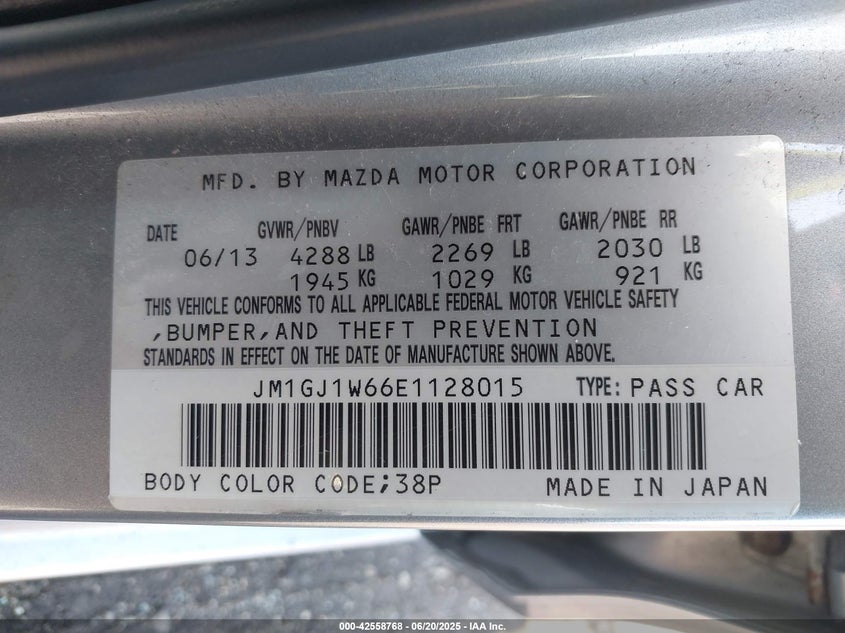 MFD. BY MAZDA MOTOR CORPORATION
DATE GVWR/PNBV GAWR/PNBE FRT GAWR/PNBE RR
06/13 4288 LB 2269 LB 2030 LB
1945 KG 1029 KG 921 KG
THIS VEHICLE CONFORMS TO ALL APPLICABLE FEDERAL MOTOR VEHICLE SAFETY
,BUMPER,AND THEFT PREVENTION
STANDARDS IN EFFECT ON THE DATE OF MANUFACTURE SHOWN ABOVE.
JM1GJ1W66E1128015 TYPE: PASS CAR
BODY COLOR CODE;38P MADE IN JAPAN
000-42558768 - 06/20/2025 - IAA Inc.